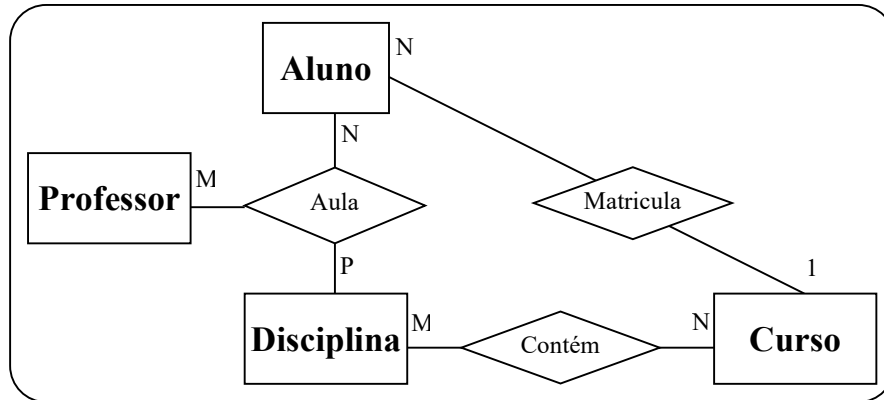 N
Aluno
N
Professor
M
Aula
Matricula
P
1
Disciplina
M
Contém
N
Curso